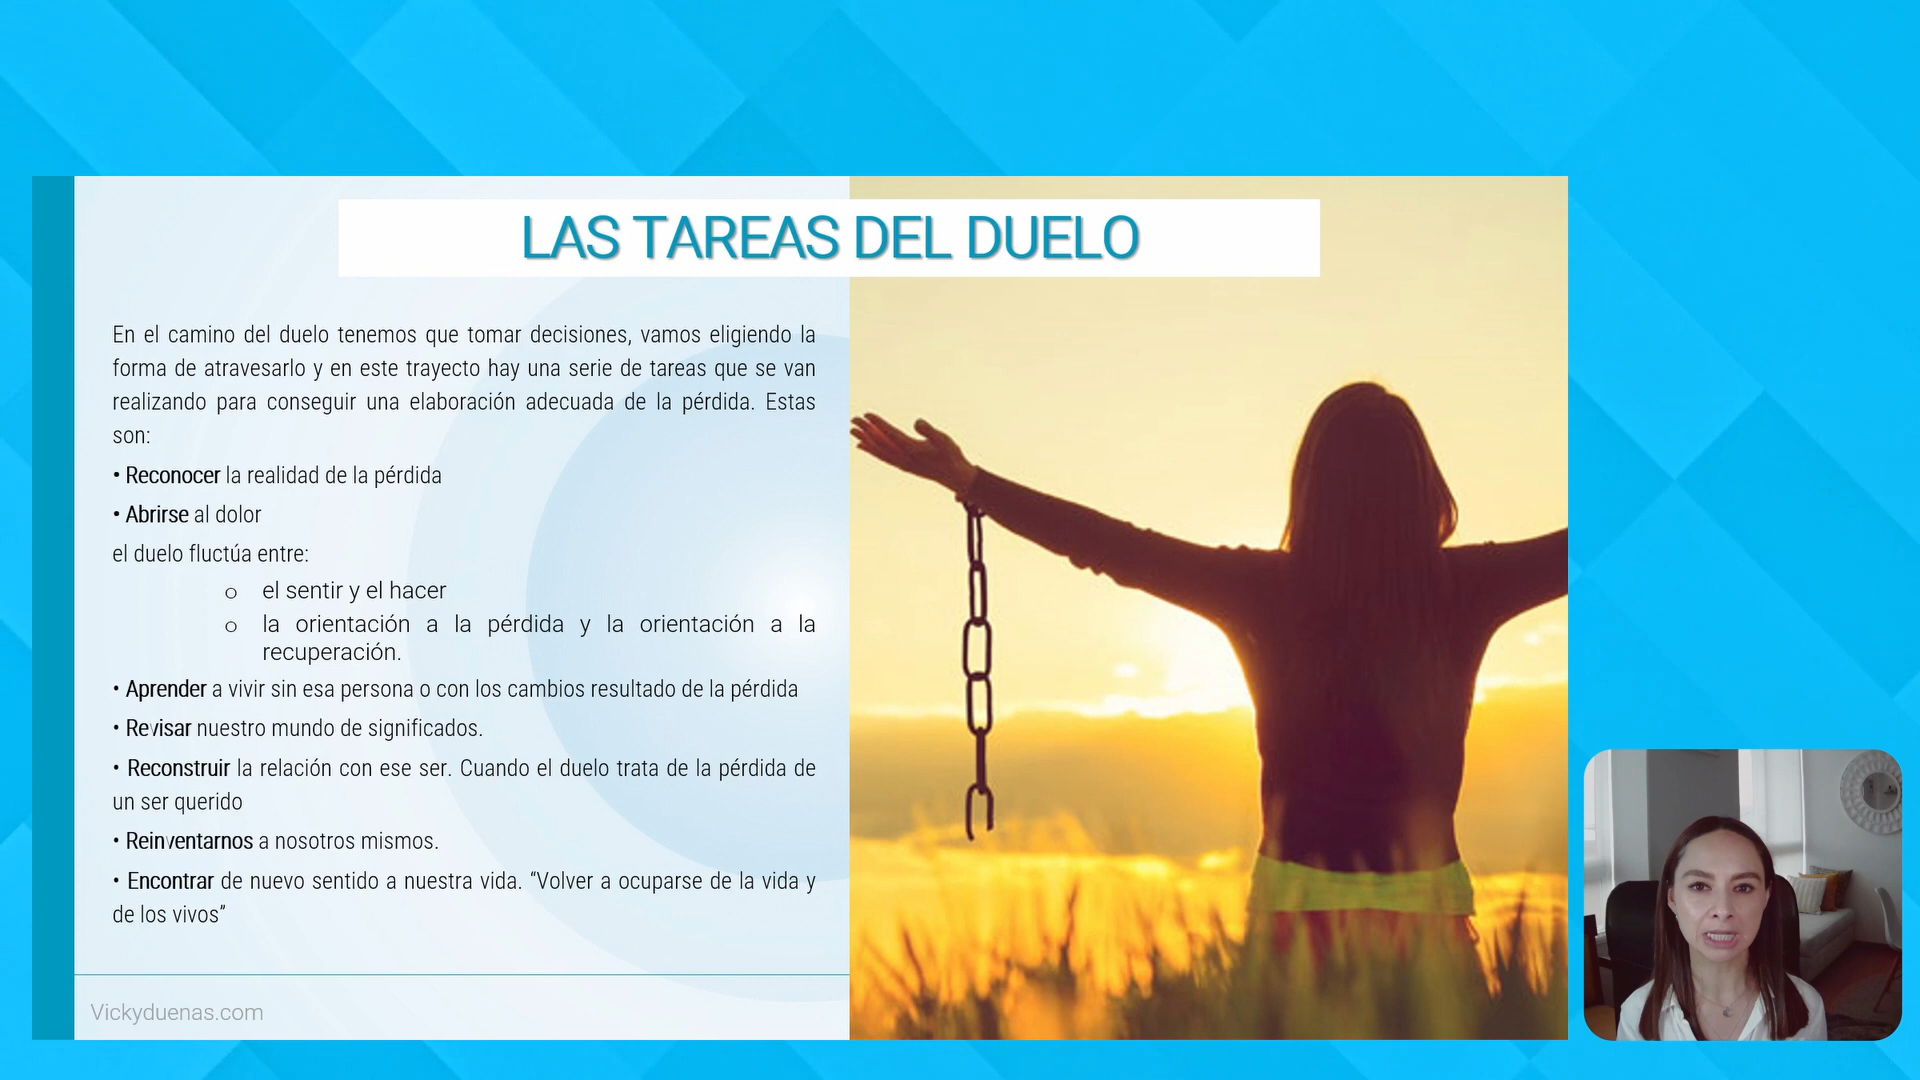 LAS TAREAS DEL DUELO
En el camino del duelo tenemos que tomar decisiones, vamos eligiendo la
forma de atravesarlo y en este trayecto hay una serie de tareas que se van
realizando para conseguir una elaboración adecuada de la pérdida. Estas
son:
• Reconocer la realidad de la pérdida
• Abrirse al dolor
el duelo fluctúa entre:
o el sentir y el hacer
o la orientación a la pérdida y la orientación a la
recuperación.
• Aprender a vivir sin esa persona o con los cambios resultado de la pérdida
• Revisar nuestro mundo de significados.
• Reconstruir la relación con ese ser. Cuando el duelo trata de la pérdida de
un ser querido
• Reinventarnos a nosotros mismos.
• Encontrar de nuevo sentido a nuestra vida. “Volver a ocuparse de la vida y
de los vivos”
Vickyduenas.com